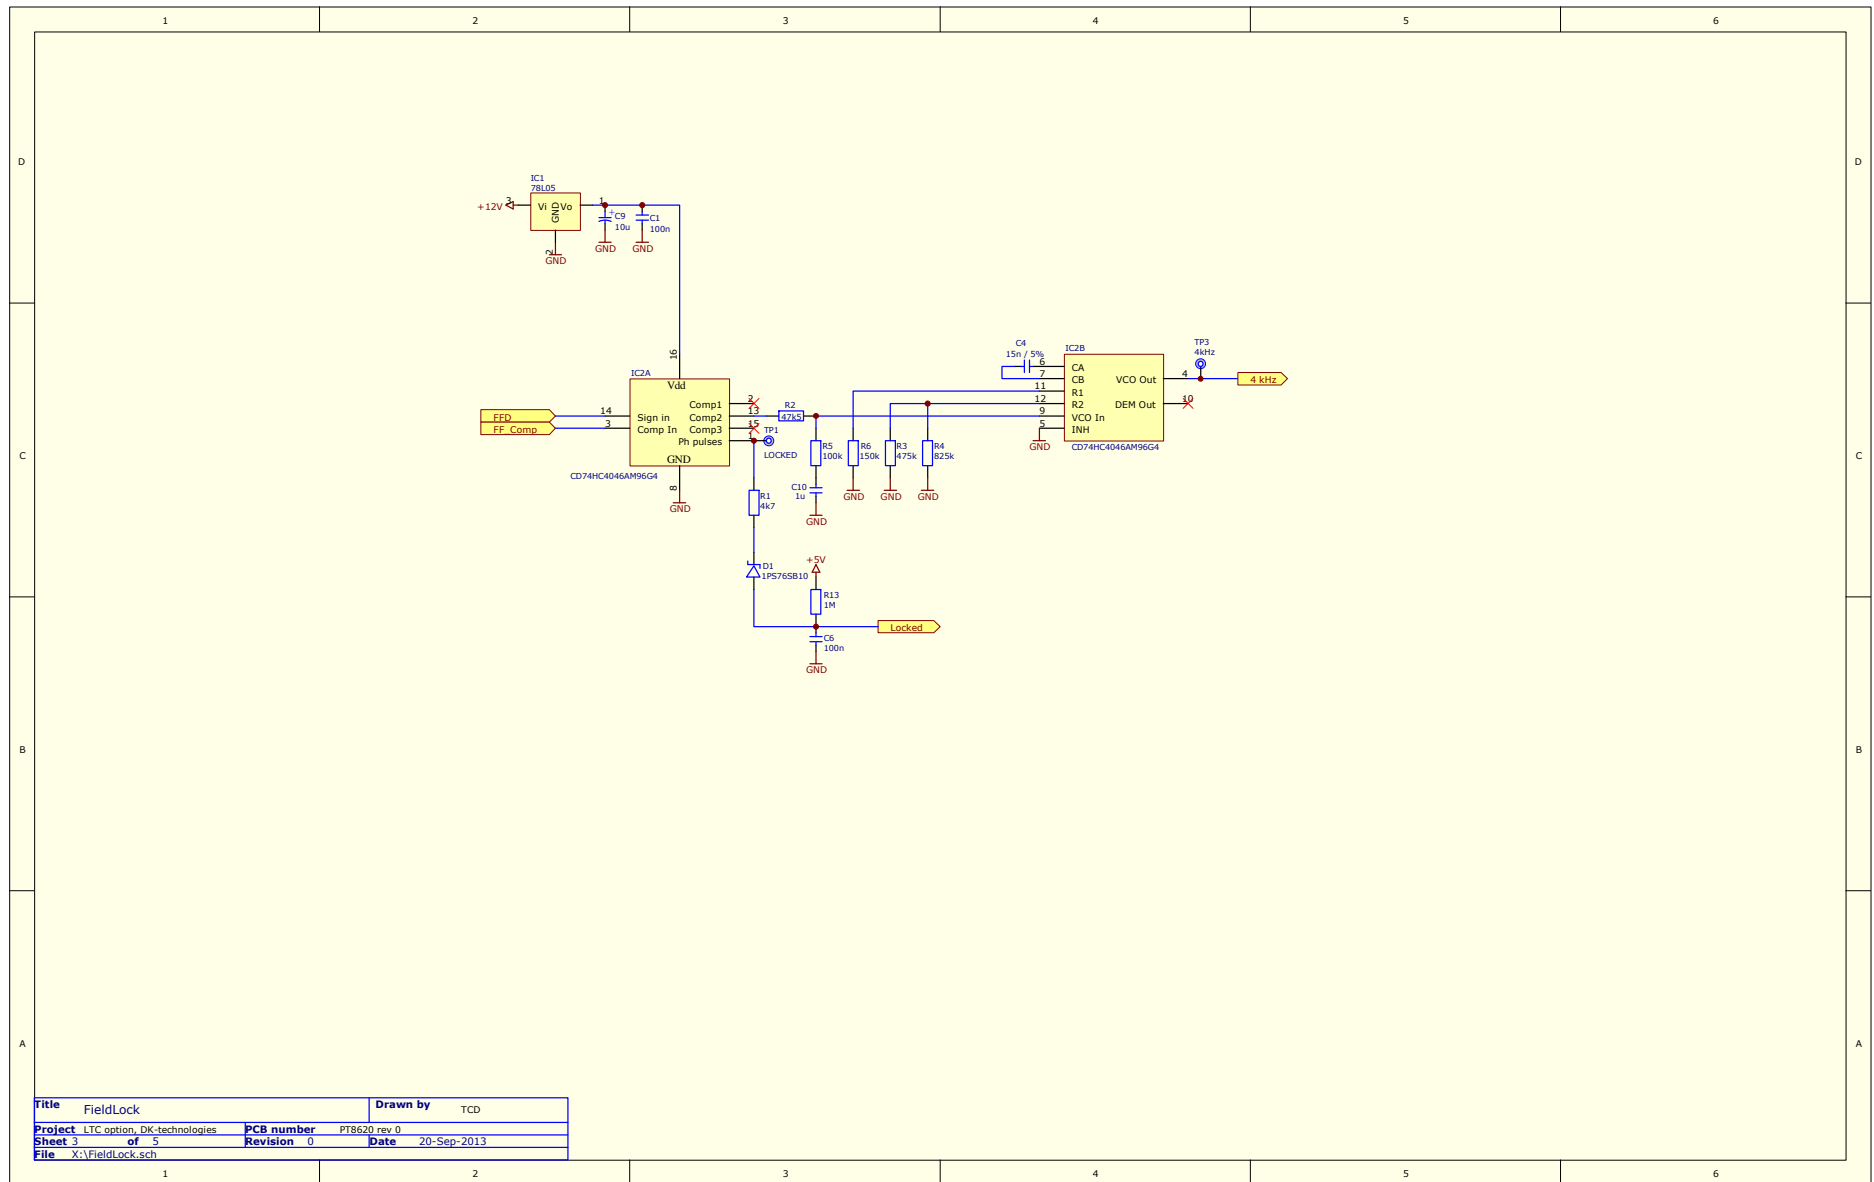 1 2 3 4 5 6
D D
IC1
78L05
+12V 3 Vi GND Vo 1
+ C9
10u
C1
100n
2
GND GND GND
C C
16
IC2A
Vdd
FFD 14 Sign in
FF_Comp 3 Comp In
Comp1 2
Comp2 13
Comp3 15
Ph pulses 1
GND
8
GND
CD74HC4046AM96G4
TP1
LOCKED
R2
47k5
R5
100k
C10
1u
GND
R6
150k
GND
R3
475k
GND
R4
825k
GND
C4
15n / 5%
IC2B
6 CA
7 CB
11 R1
12 R2
9 VCO In
5 INH
GND
VCO Out 4
DEM Out 10
CD74HC4046AM96G4
TP3
4kHz
4 kHz
R1
4k7
D1
1PS76SB10
+5V
R13
1M
Locked
C6
100n
GND
B B
A A
Title FieldLock Drawn by TCD
Project LTC option, DK-technologies PCB number PT8620 rev 0
Sheet 3 of 5 Revision 0 Date 20-Sep-2013
File X:\FieldLock.sch
1 2 3 4 5 6